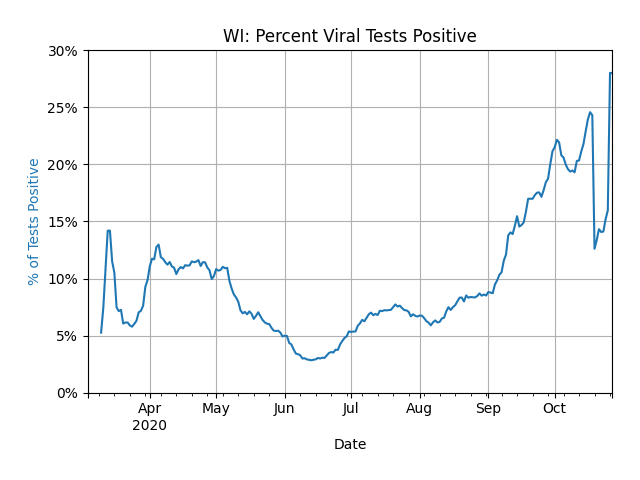 WI: Percent Viral Tests Positive
30%
25%
20%
15%
10%
5%
0%
% of Tests Positive
Apr May Jun Jul Aug Sep Oct
2020
Date